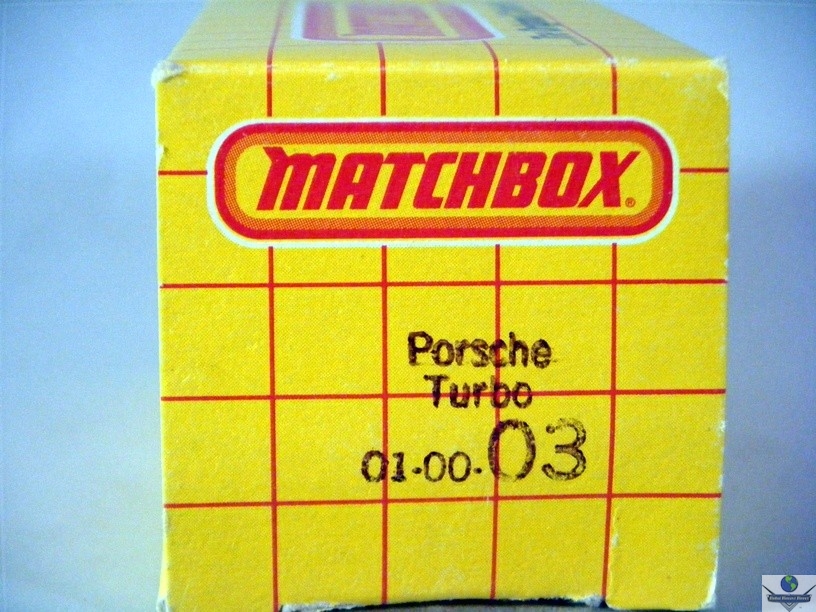 MATCHBOX®
Porsche
Turbo
01-00-03